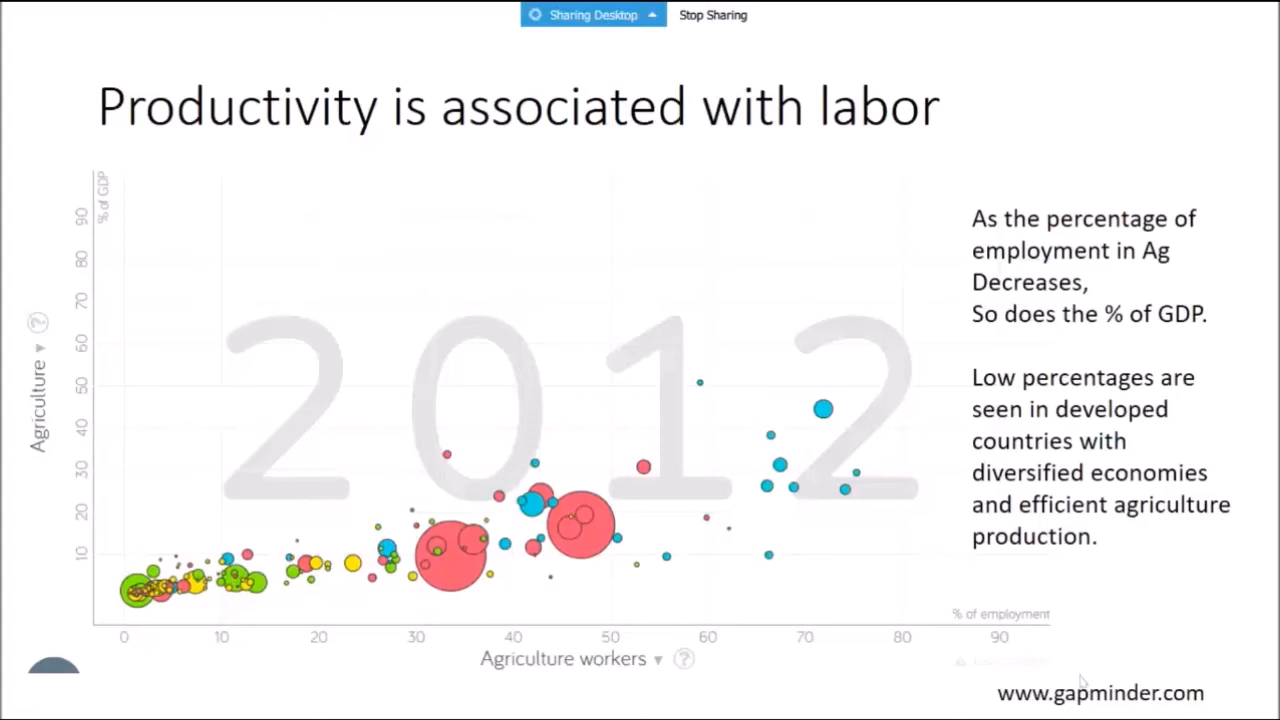 Sharing Desktop
Stop Sharing
Productivity is associated with labor
% of GDP
90
80
70
60
50
40
30
20
10
Agriculture
?
2012
As the percentage of
employment in Ag
Decreases,
So does the % of GDP.
Low percentages are
seen in developed
countries with
diversified economies
and efficient agriculture
production.
% of employment
0 10 20 30 40 50 60 70 80 90
Agriculture workers ?
www.gapminder.com